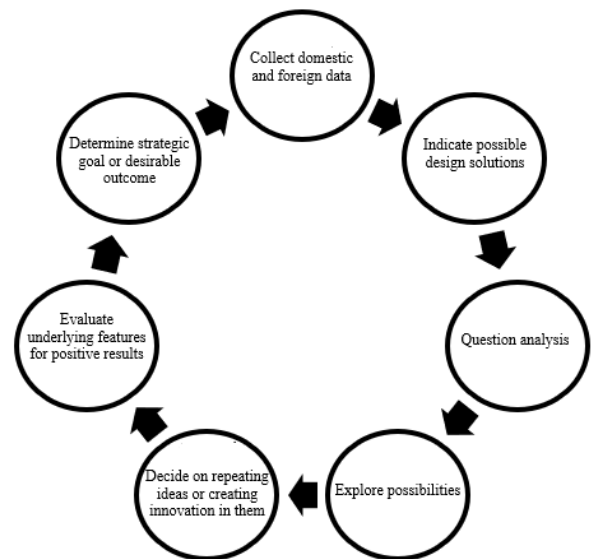 Collect domestic
and foreign data
Indicate possible
design solutions
Question analysis
Explore possibilities
Decide on repeating
ideas or creating
innovation in them
Evaluate
underlying features
for positive results
Determine strategic
goal or desirable
outcome